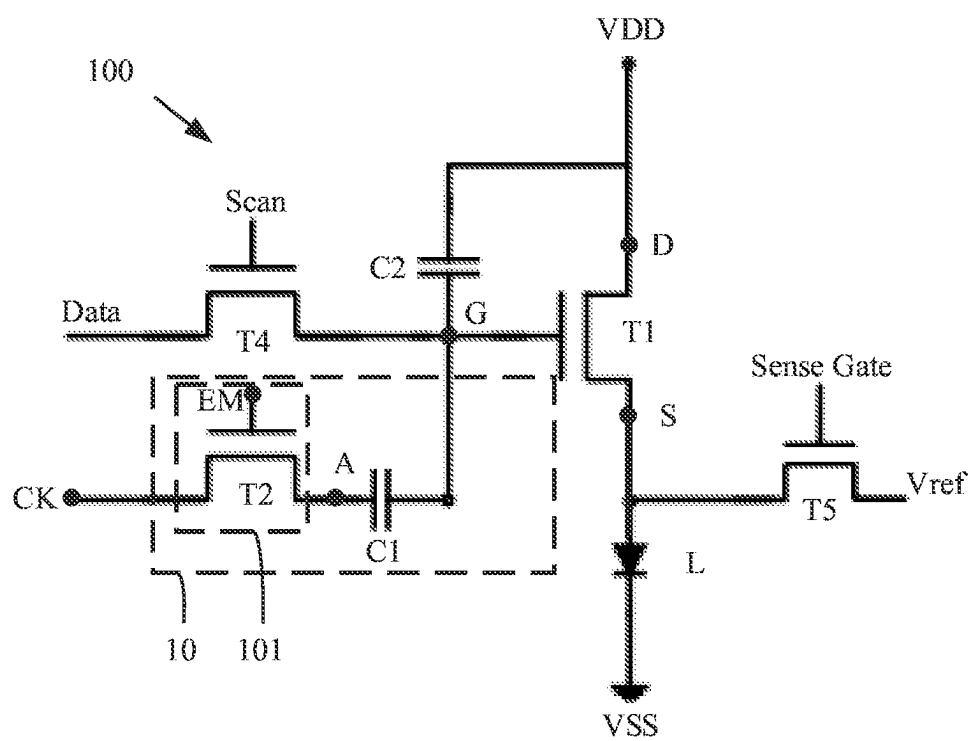 VDD
100
Scan
D
C2
Data
G
T1
T4
Sense Gate
EM
S
A
CK
T2
Vref
T5
C1
L
10
101
VSS